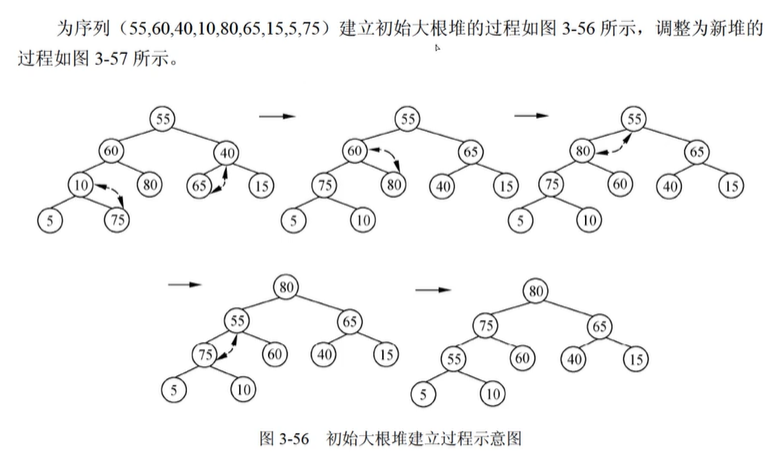 为序列（55,60,40,10,80,65,15,5,75）建立初始大根堆的过程如图 3-56 所示，调整为新堆的
过程如图 3-57 所示。
55 55 55
60 40 60 65 80 65
10 80 65 15 75 80 40 15 75 60 40 15
5 75 5 10 5 10
80 80
55 65 75 65
75 60 40 15 55 60 40 15
5 10 5 10
图 3-56 初始大根堆建立过程示意图